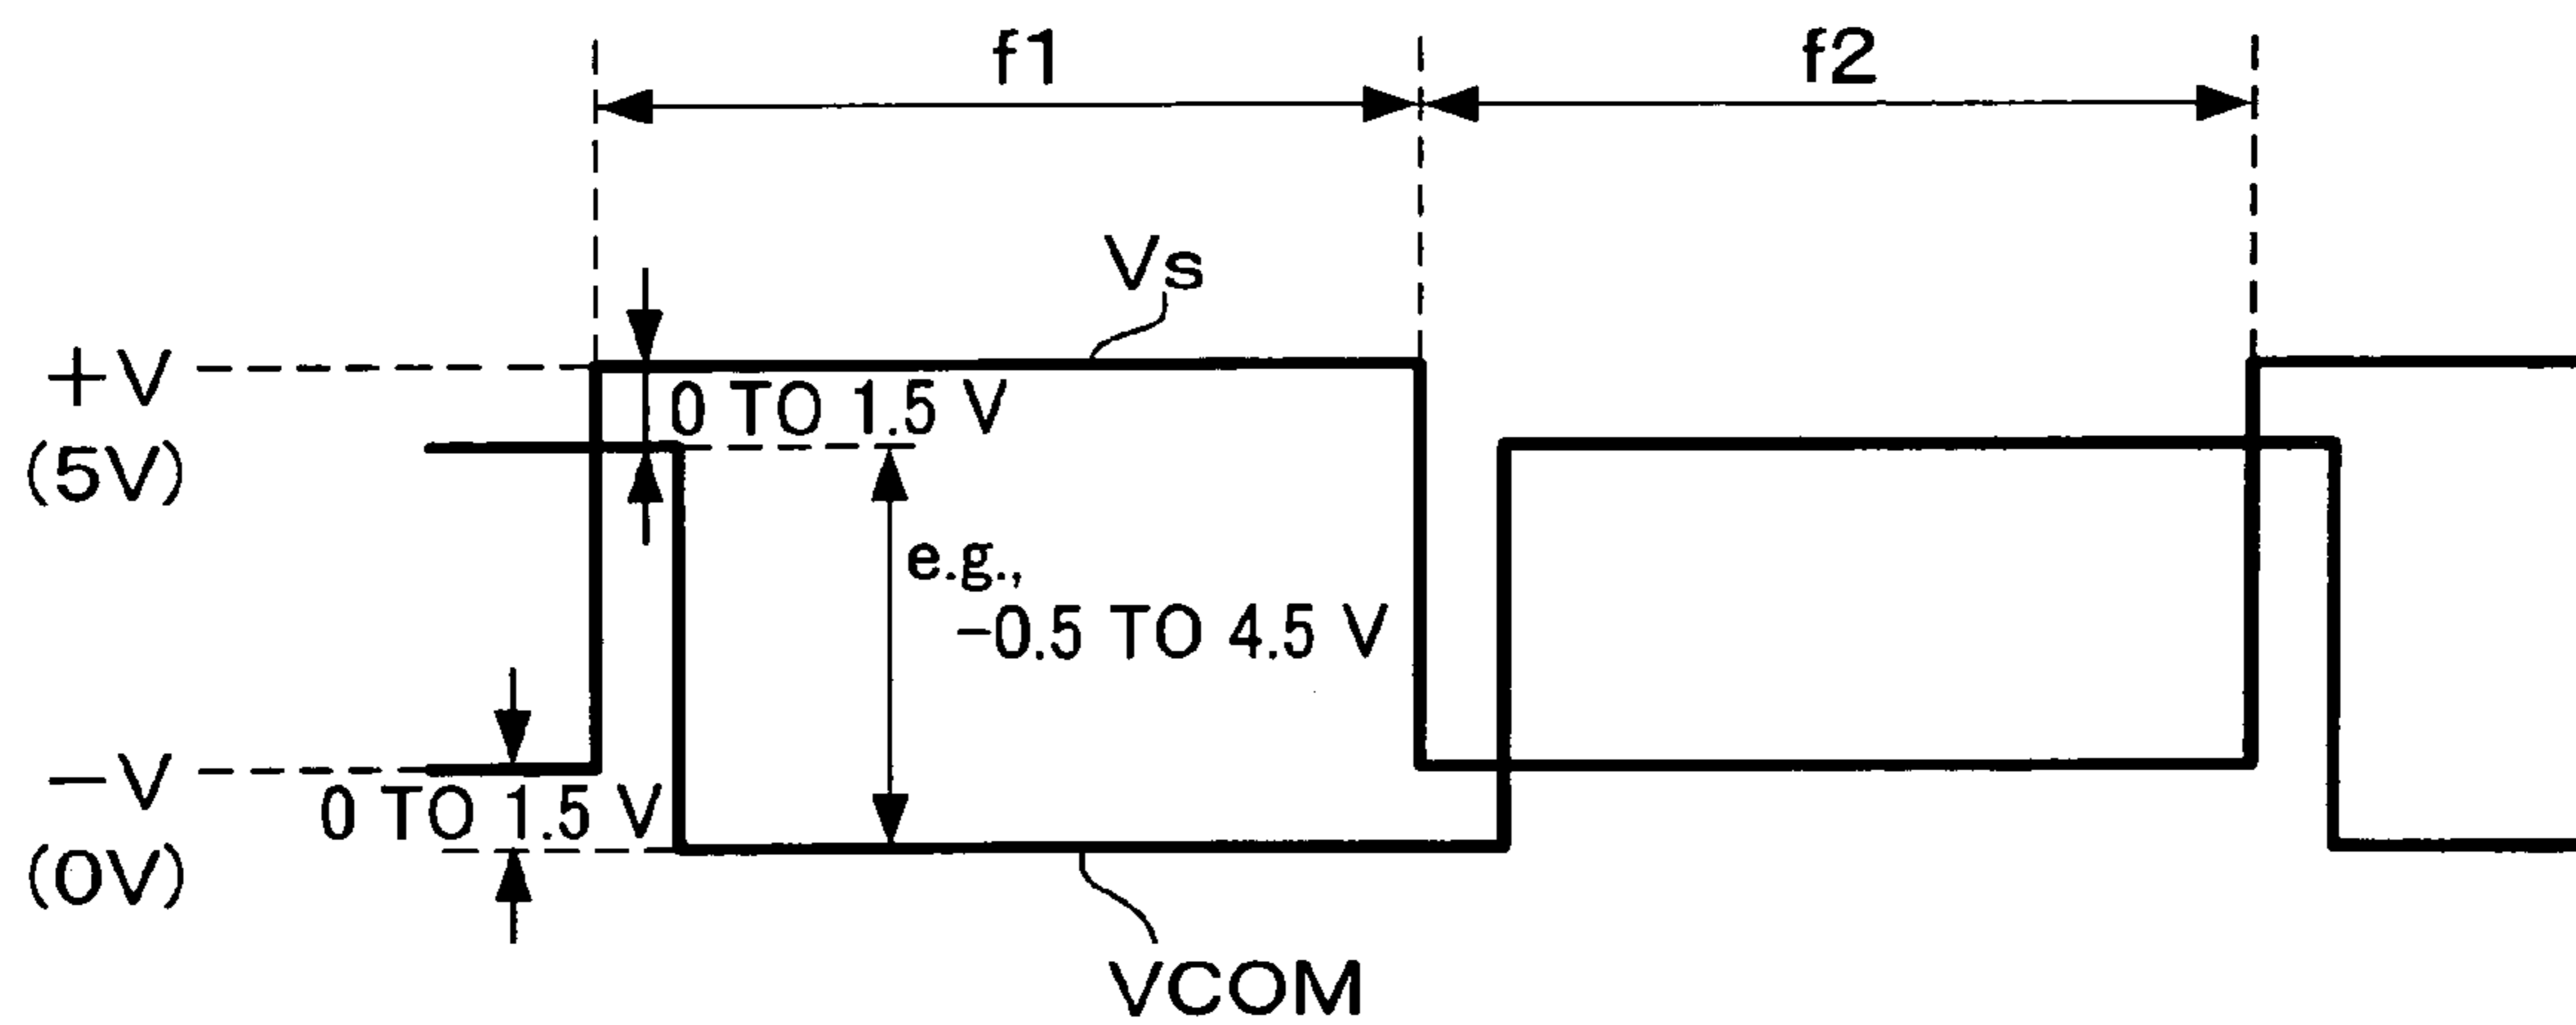 f1
f2
Vs
+V
0 TO 1.5 V
(5V)
e.g.,
-0.5 TO 4.5 V
-V
0 TO 1.5 V
(0V)
VCOM